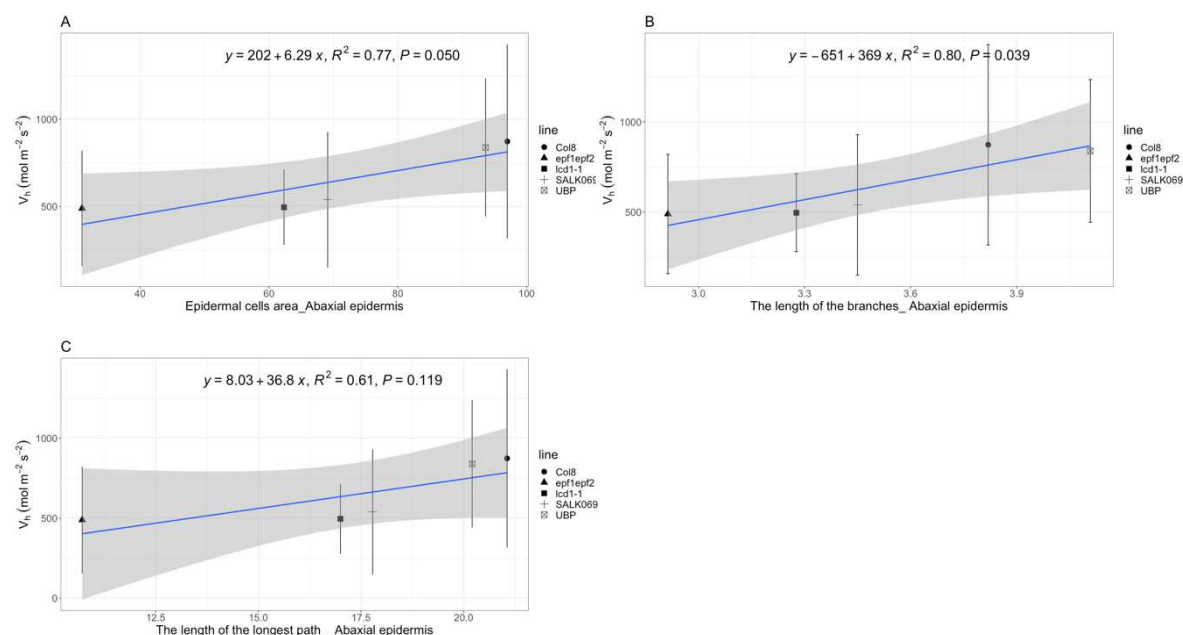 A
y = 202 + 6.29 x, R² = 0.77, P = 0.050
Vh (mol m⁻² s⁻²)
1000
500
40
60
80
100
Epidermal cells area_Abaxial epidermis
line
Col8
epf1epf2
lcd1-1
SALK069
UBP
B
y = −651 + 369 x, R² = 0.80, P = 0.039
Vh (mol m⁻² s⁻²)
1000
500
3.0
3.3
3.6
3.9
The length of the branches_ Abaxial epidermis
line
Col8
epf1epf2
lcd1-1
SALK069
UBP
C
y = 8.03 + 36.8 x, R² = 0.61, P = 0.119
Vh (mol m⁻² s⁻²)
1000
500
0
12.5
15.0
17.5
20.0
The length of the longest path_ Abaxial epidermis
line
Col8
epf1epf2
lcd1-1
SALK069
UBP